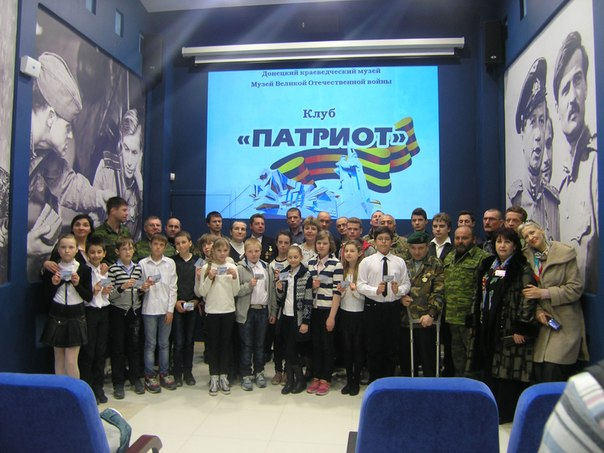 Донецкий краеведческий музей
Музей Великой Отечественной войны
Клуб
«ПАТРИОТ»